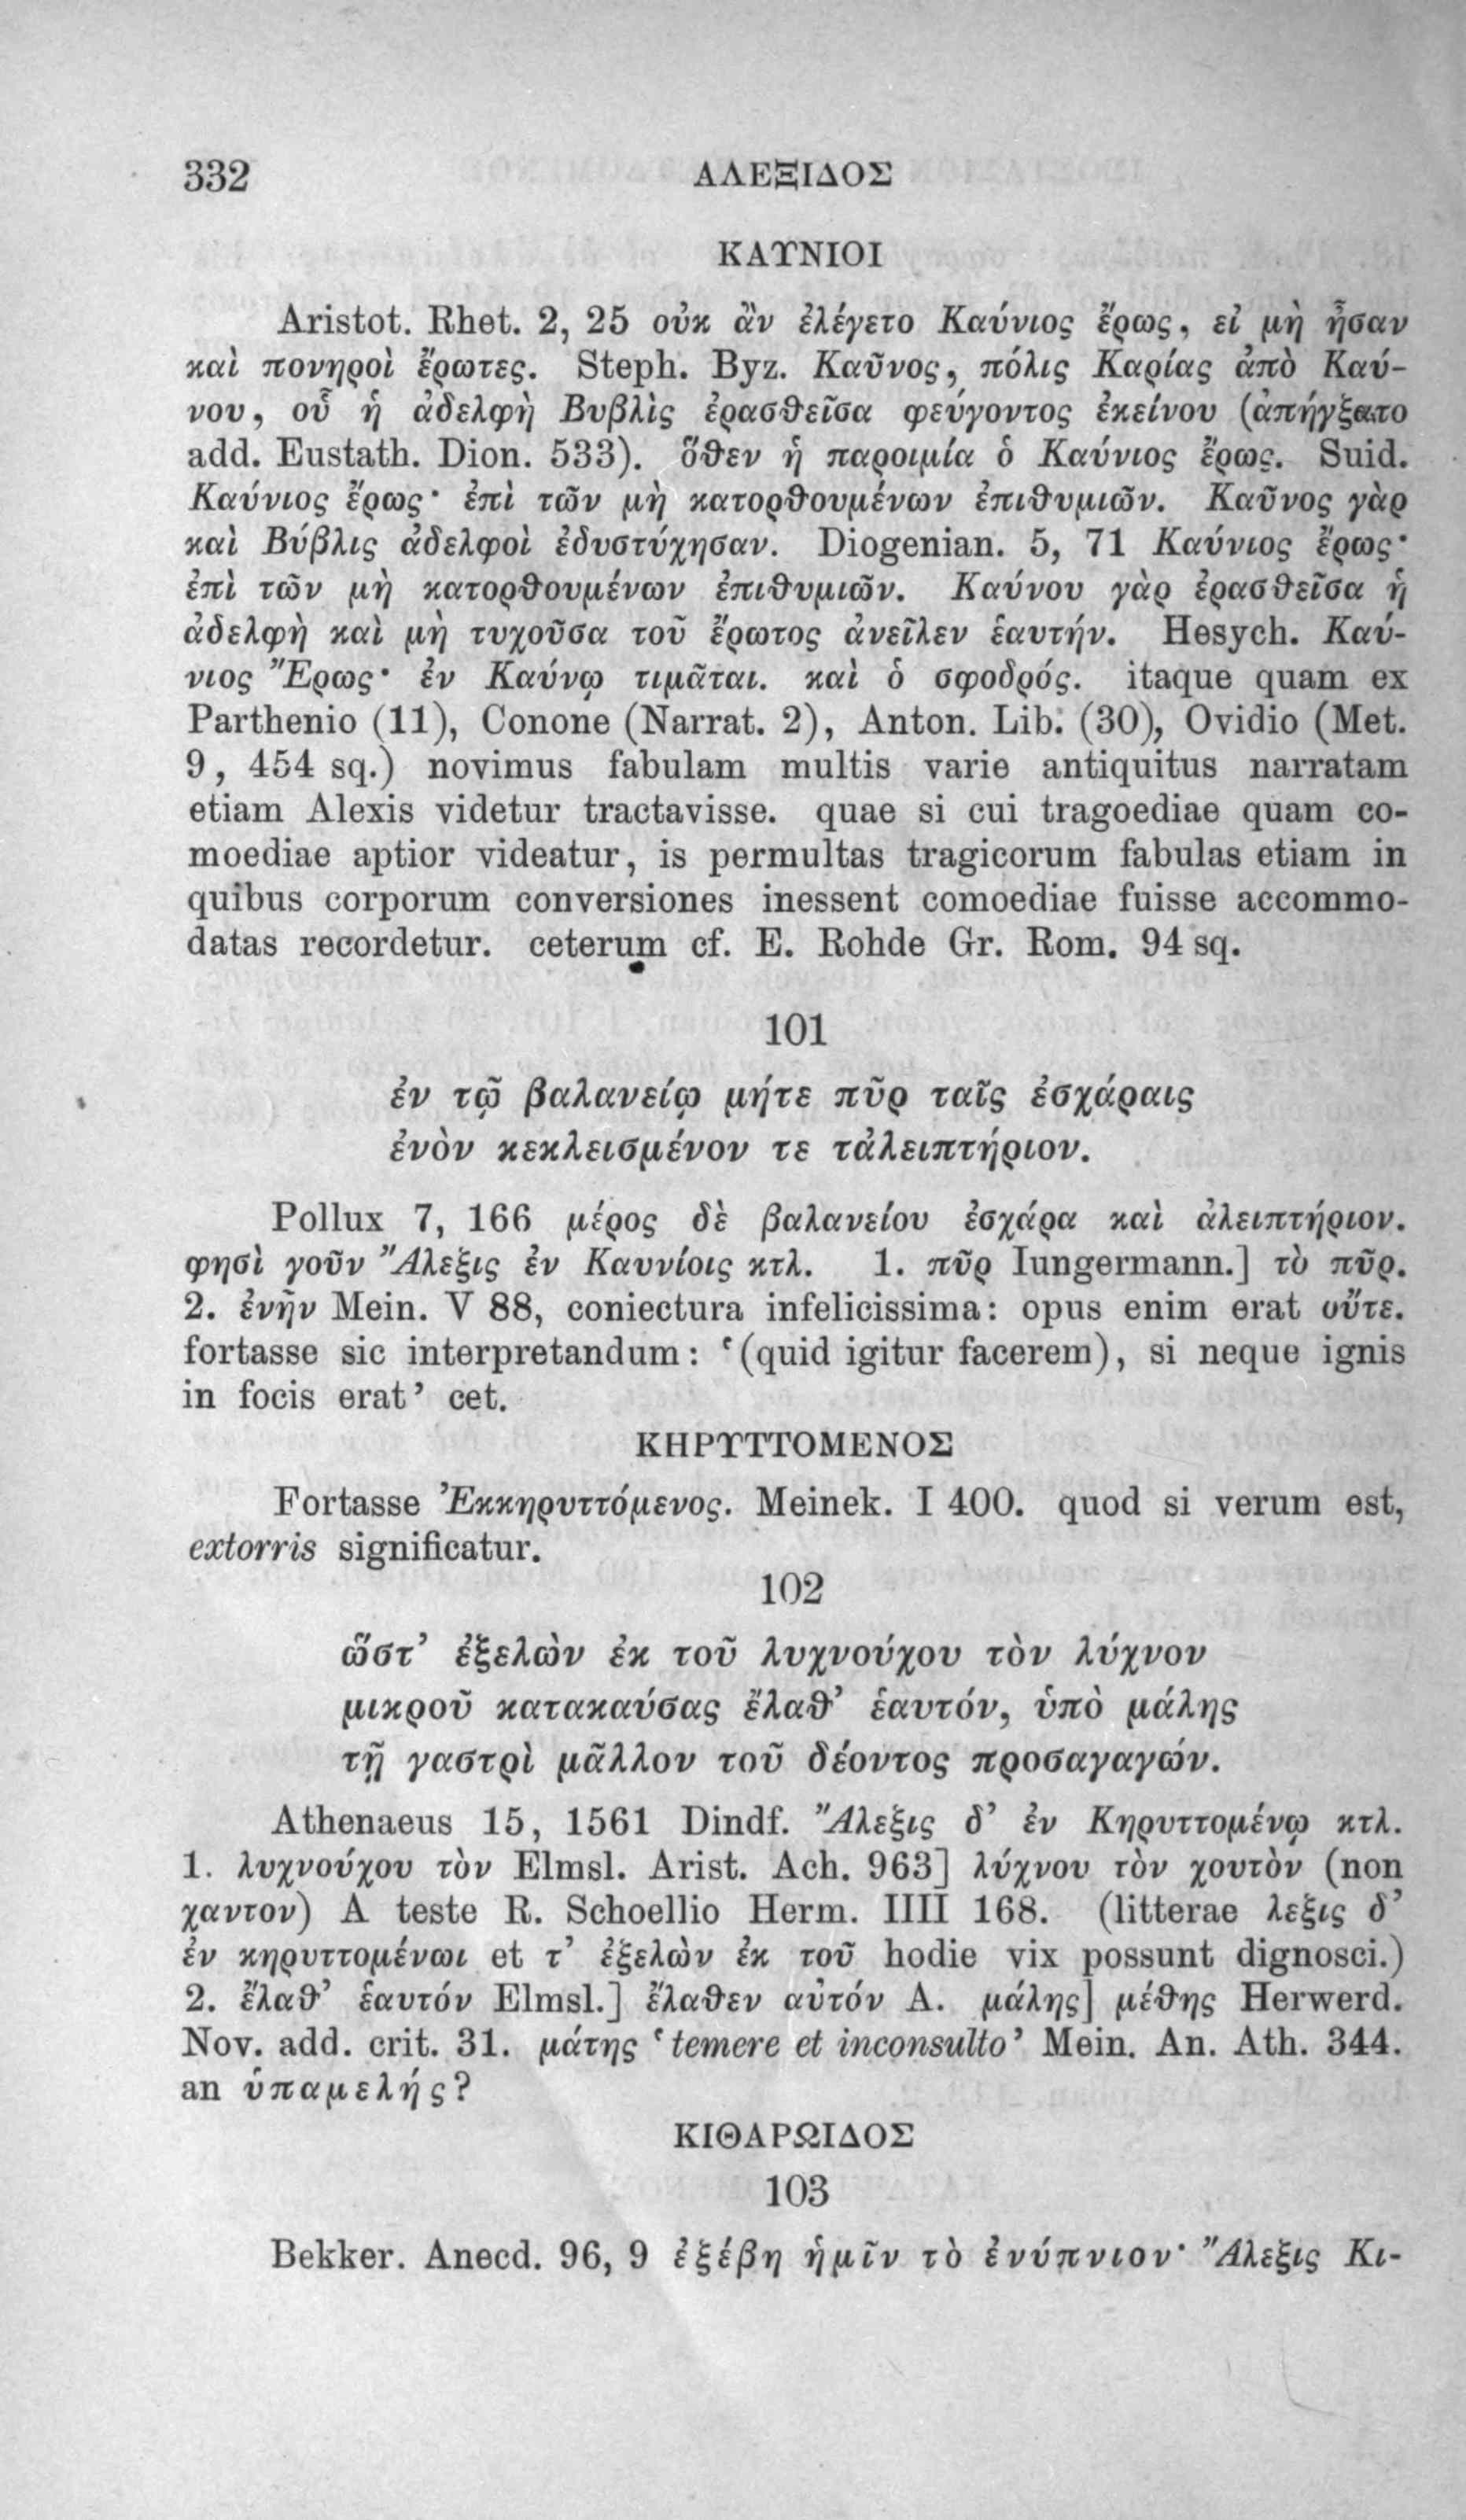 332 ΑΛΕΞΙΔΟΣ
ΚΑΥΝΙΟΙ
Aristot. Rhet. 2, 25 οὐκ ἂν ἐλέγετο Καύνιος ἔρως, εἰ μὴ ἦσαν
καὶ πονηροὶ ἔρωτες. Steph. Byz. Καῦνος, πόλις Καρίας ἀπὸ Καύ-
νου, οὗ ἡ ἀδελφὴ Βυβλὶς ἐρασθεῖσα φεύγοντος ἐκείνου (ἀπήγξατο
add. Eustath. Dion. 533). ὅθεν ἡ παροιμία ὁ Καύνιος ἔρως. Suid.
Καύνιος ἔρως· ἐπὶ τῶν μὴ κατορθουμένων ἐπιθυμιῶν. Καῦνος γὰρ
καὶ Βύβλις ἀδελφοὶ ἐδυστύχησαν. Diogenian. 5, 71 Καύνιος ἔρως·
ἐπὶ τῶν μὴ κατορθουμένων ἐπιθυμιῶν. Καύνου γὰρ ἐρασθεῖσα ἡ
ἀδελφὴ καὶ μὴ τυχοῦσα τοῦ ἔρωτος ἀνεῖλεν ἑαυτήν. Hesych. Καύ-
νιος Ἔρως· ἐν Καύνῳ τιμᾶται. καὶ ὁ σφοδρός. itaque quam ex
Parthenio (11), Conone (Narrat. 2), Anton. Lib. (30), Ovidio (Met.
9, 454 sq.) novimus fabulam multis varie antiquitus narratam
etiam Alexis videtur tractavisse. quae si cui tragoediae quam co-
moediae aptior videatur, is permultas tragicorum fabulas etiam in
quibus corporum conversiones inessent comoediae fuisse accommo-
datas recordetur. ceterum cf. E. Rohde Gr. Rom. 94 sq.
101
ἐν τῷ βαλανείῳ μήτε πῦρ ταῖς ἐσχάραις
ἐνὸν κεκλεισμένον τε τἀλειπτήριον.
Pollux 7, 166 μέρος δὲ βαλανείου ἐσχάρα καὶ ἀλειπτήριον.
φησὶ γοῦν Ἄλεξις ἐν Καυνίοις κτλ. 1. πῦρ Iungermann.] τὸ πῦρ.
2. ἐνῆν Mein. V 88, coniectura infelicissima: opus enim erat οὔτε.
fortasse sic interpretandum: ‘(quid igitur facerem), si neque ignis
in focis erat’ cet.
ΚΗΡΥΤΤΟΜΕΝΟΣ
Fortasse Ἐκκηρυττόμενος. Meinek. I 400. quod si verum est,
extorris significatur.
102
ὥστ’ ἐξελὼν ἐκ τοῦ λυχνούχου τὸν λύχνον
μικροῦ κατακαύσας ἔλαθ’ ἑαυτόν, ὑπὸ μάλης
τῇ γαστρὶ μᾶλλον τοῦ δέοντος προσαγαγών.
Athenaeus 15, 1561 Dindf. Ἄλεξις δ’ ἐν Κηρυττομένῳ κτλ.
1. λυχνούχου τὸν Elmsl. Arist. Ach. 963] λύχνου τὸν χουτὸν (non
χαντον) A teste R. Schoellio Herm. IIII 168. (litterae λεξις δ’
ἐν κηρυττομένωι et τ’ ἐξελὼν ἐκ τοῦ hodie vix possunt dignosci.)
2. ἔλαθ’ ἑαυτόν Elmsl.] ἔλαθεν αὑτόν A. μάλης] μέθης Herwerd.
Nov. add. crit. 31. μάτης ‘temere et inconsulto’ Mein. An. Ath. 344.
an ὑπαμελής?
ΚΙΘΑΡΩΙΔΟΣ
103
Bekker. Anecd. 96, 9 ἐξέβη ἡμῖν τὸ ἐνύπνιον· Ἄλεξις Κι-